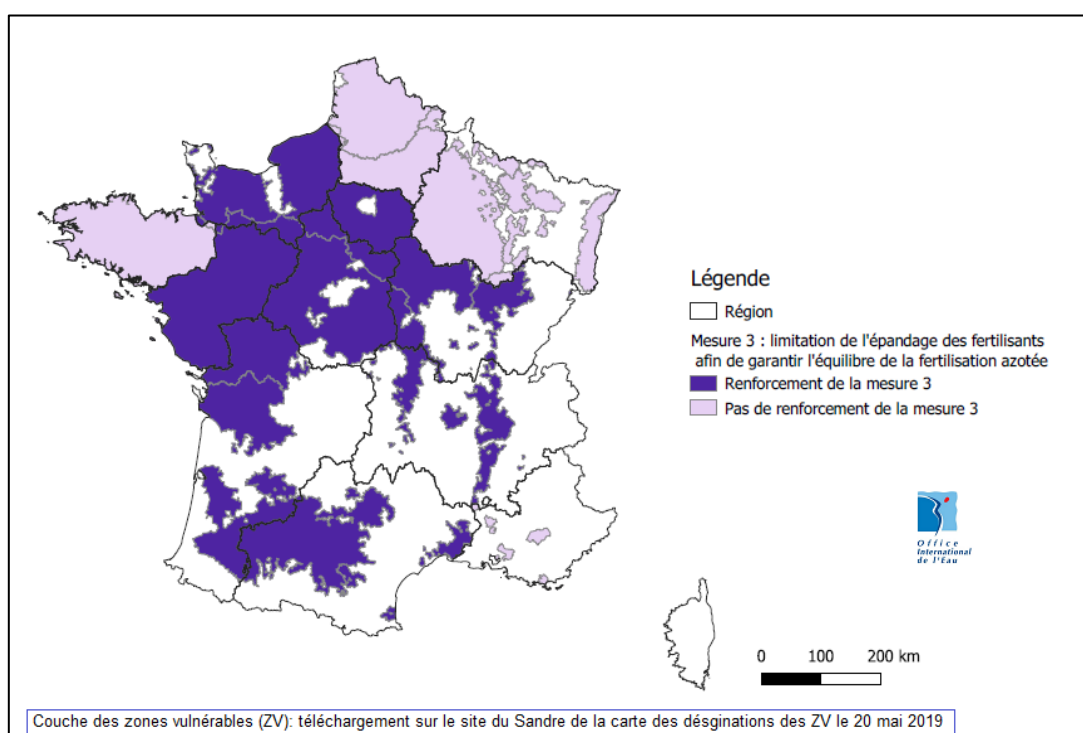 Légende
Région
Mesure 3 : limitation de l'épandage des fertilisants
afin de garantir l'équilibre de la fertilisation azotée
Renforcement de la mesure 3
Pas de renforcement de la mesure 3
Office
International
de l'Éau
0 100 200 km
Couche des zones vulnérables (ZV): téléchargement sur le site du Sandre de la carte des désginations des ZV le 20 mai 2019